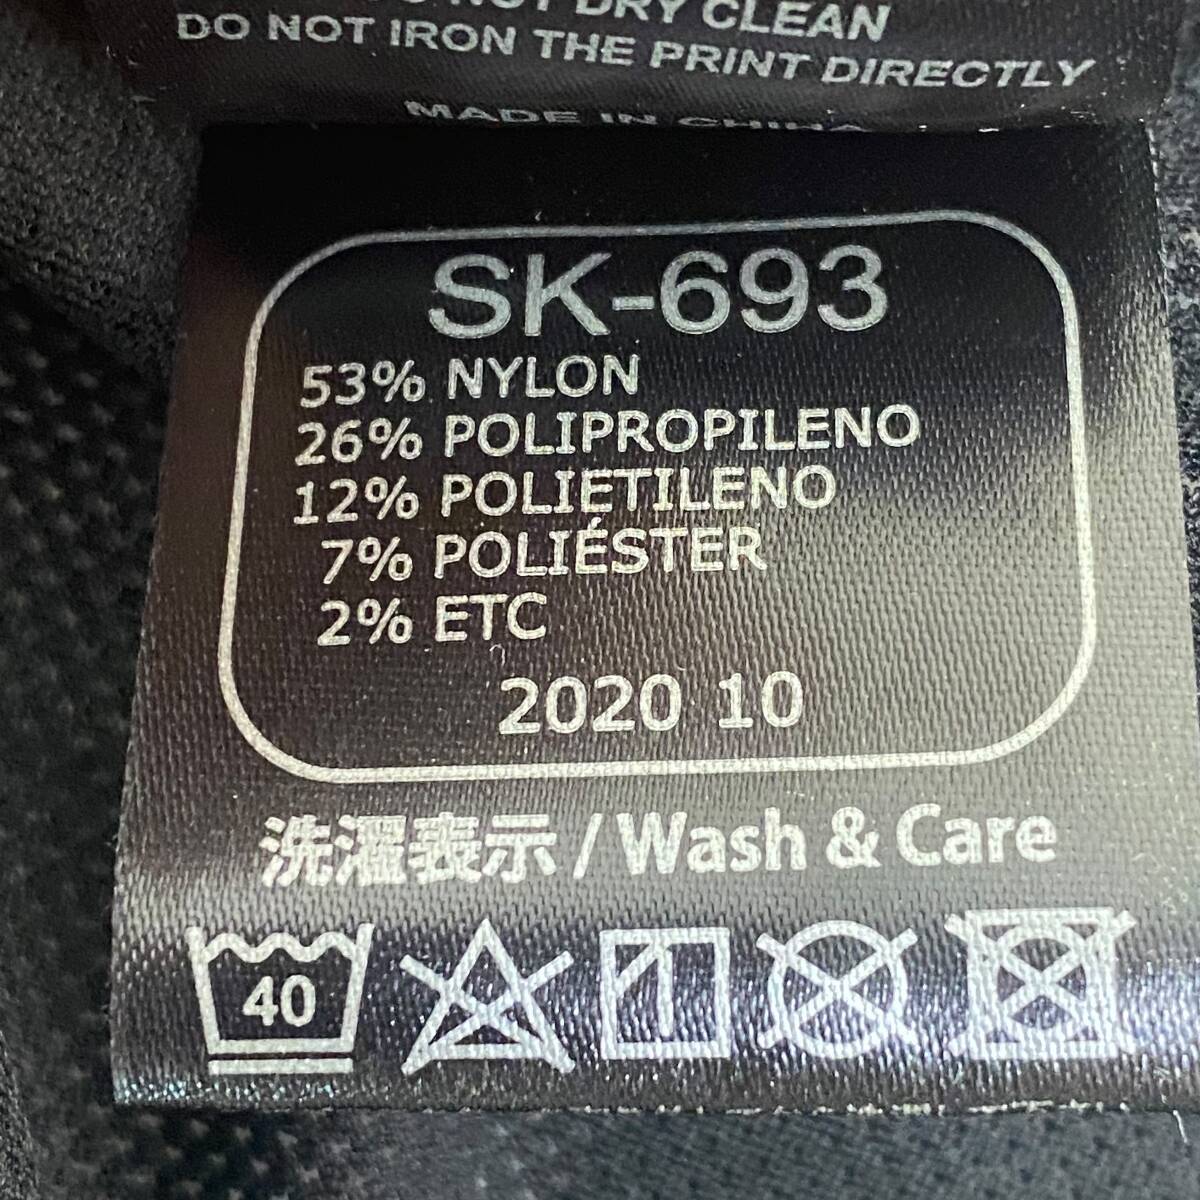 NOT DRY CLEAN
DO NOT IRON THE PRINT DIRECTLY
MADE IN CHINA
SK-693
53% NYLON
26% POLIPROPILENO
12% POLIETILENO
7% POLIÉSTER
2% ETC
2020 10
洗濯表示 / Wash & Care
40